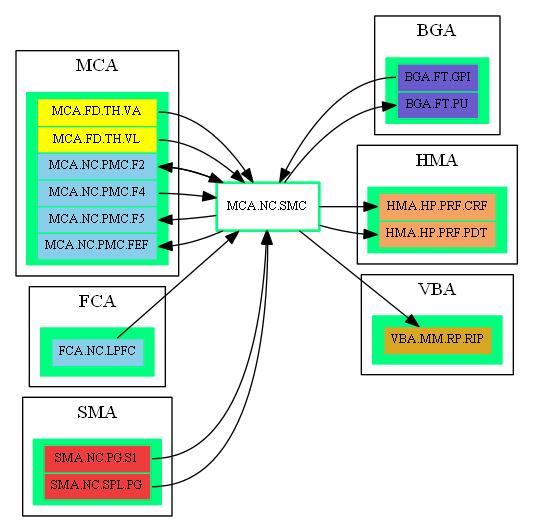 MCA
MCA.FD.TH.VA
MCA.FD.TH.VL
MCA.NC.PMC.F2
MCA.NC.PMC.F4
MCA.NC.PMC.F5
MCA.NC.PMC.FEF
FCA
FCA.NC.LPFC
SMA
SMA.NC.PG.S1
SMA.NC.SPL.PG
MCA.NC.SMC
BGA
BGA.FT.GPI
BGA.FT.PU
HMA
HMA.HP.PRF.CRF
HMA.HP.PRF.PDT
VBA
VBA.MM.RP.RIP